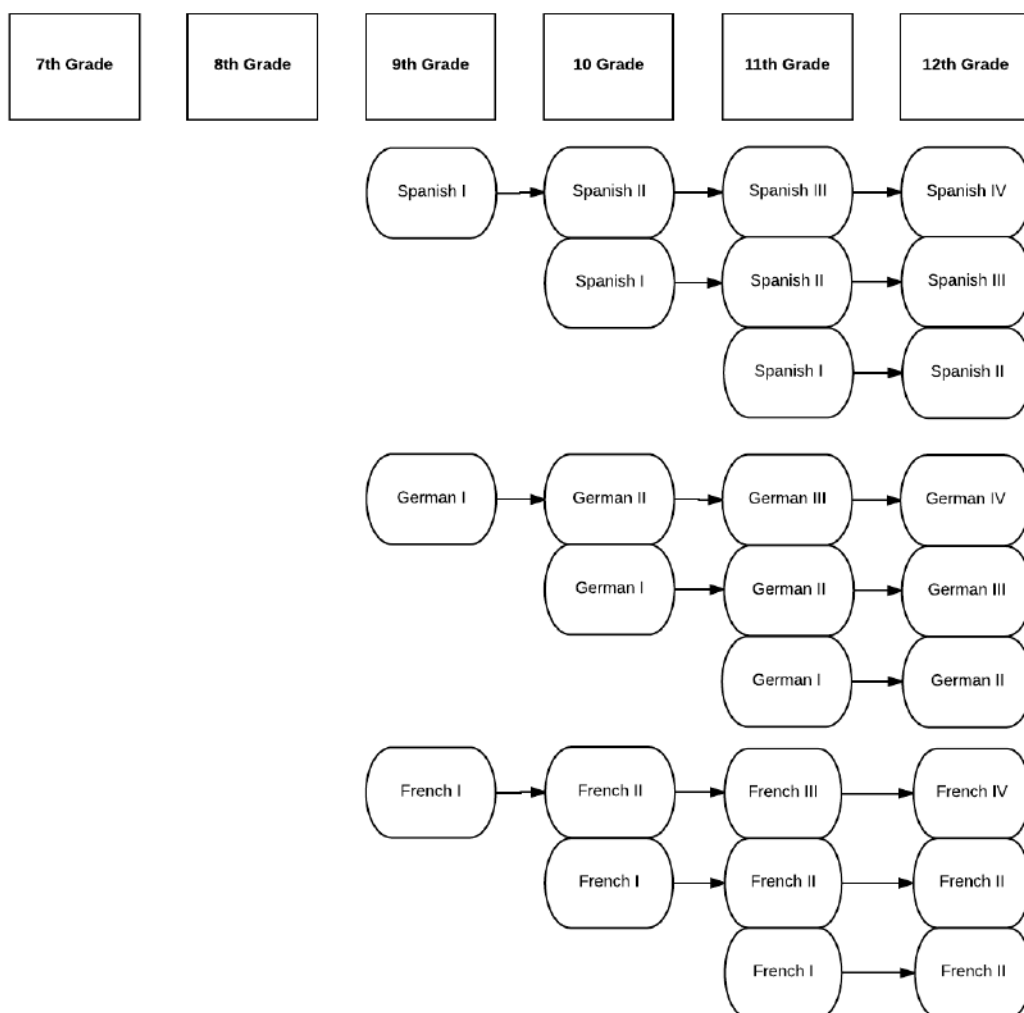 7th Grade
8th Grade
9th Grade
10 Grade
11th Grade
12th Grade
Spanish I
Spanish II
Spanish III
Spanish IV
Spanish I
Spanish II
Spanish III
Spanish I
Spanish II
German I
German II
German III
German IV
German I
German II
German III
German I
German II
French I
French II
French III
French IV
French I
French II
French II
French I
French II